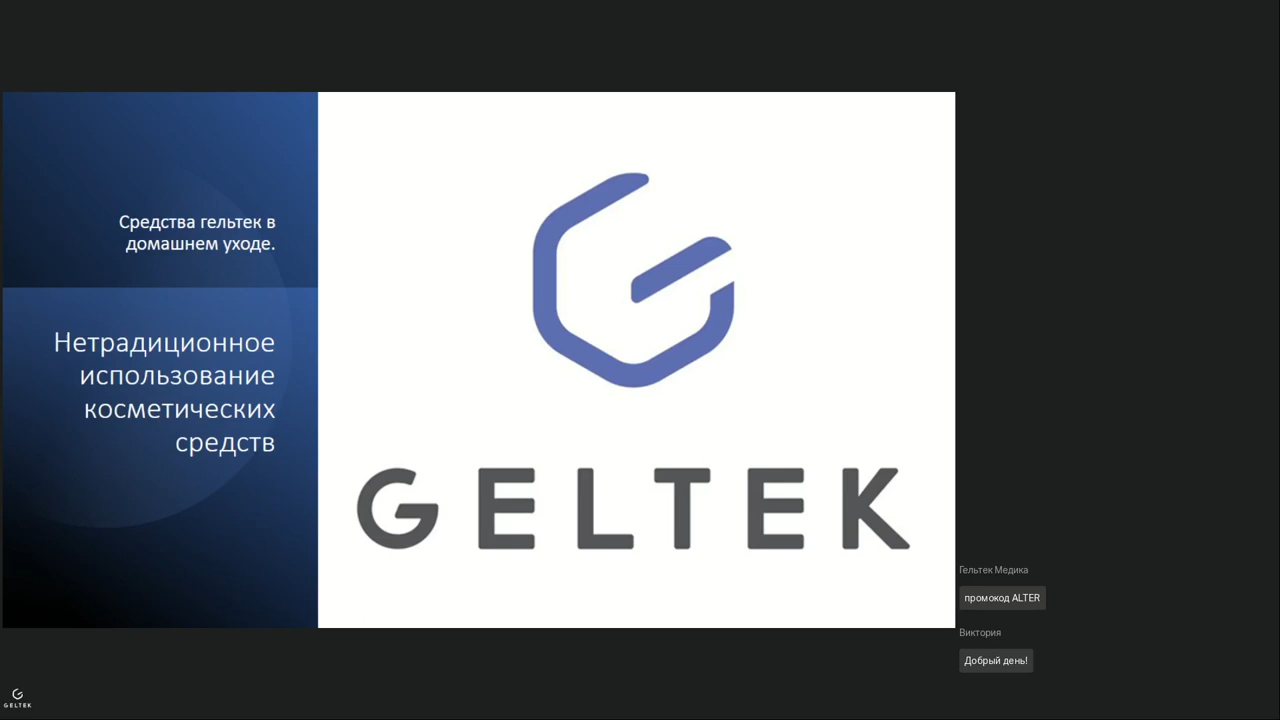 Средства гельтек в
домашнем уходе.
Нетрадиционное
использование
косметических
средств
GELTEK
Гельтек Медика
промокод ALTER
Виктория
Добрый день!
GELTEK